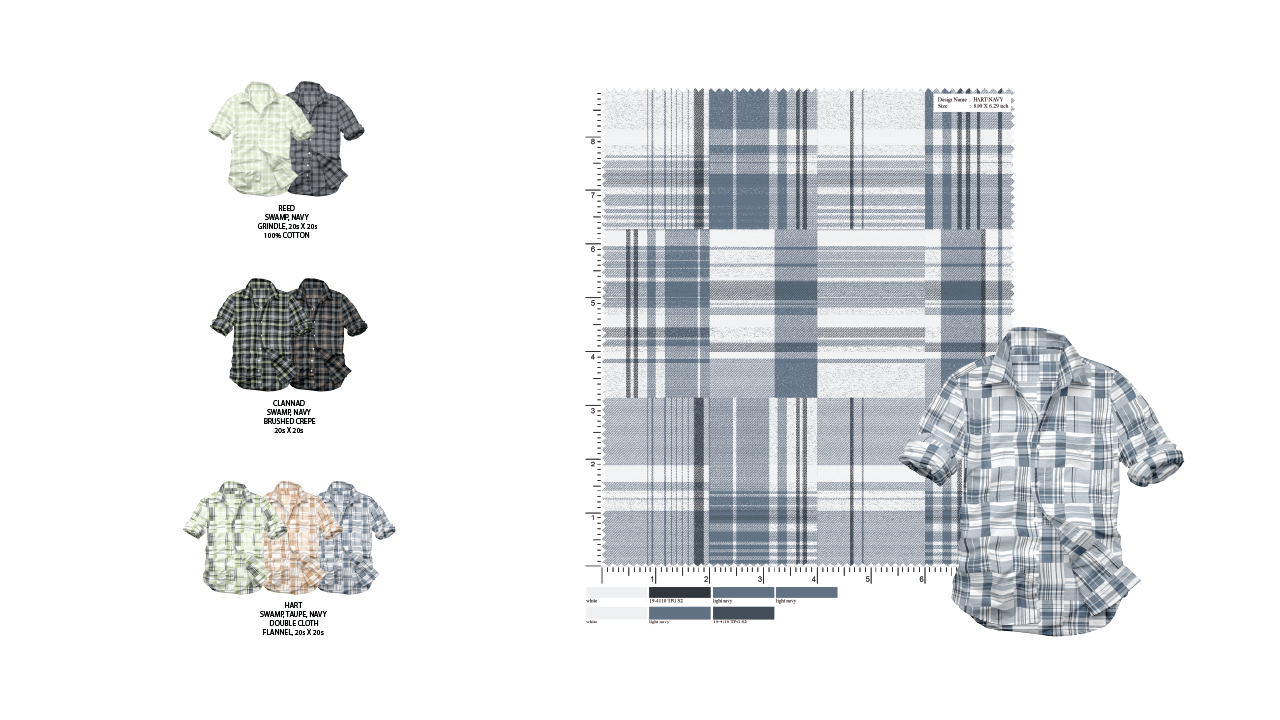 REED
SWAMP, NAVY
GRINDLE, 20s X 20s
100% COTTON
CLANNAD
SWAMP, NAVY
BRUSHED CREPE
20s X 20s
HART
SWAMP, TAUPE, NAVY
DOUBLE CLOTH
FLANNEL, 20s X 20s
Design Name : HART/NAVY
Size : 8.00 X 6.29 inch
8
7
6
5
4
3
2
1
1 2 3 4 5 6
white 19-4110 TPG S2 light navy light navy
white light navy 19-4110 TPG S2